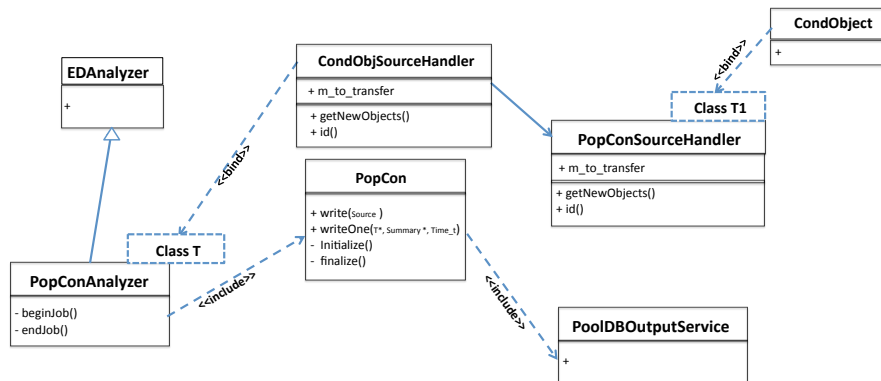 CondObject
+
<<bind>>
CondObjSourceHandler
+ m_to_transfer
+ getNewObjects()
+ id()
EDAnalyzer
+
Class T1
PopConSourceHandler
+ m_to_transfer
+ getNewObjects()
+ id()
<<bind>>
PopCon
+ write(Source )
+ writeOne(T*, Summary *, Time_t)
- Initialize()
- finalize()
Class T
PopConAnalyzer
- beginJob()
- endJob()
<<include>>
<<include>>
PoolDBOutputService
+